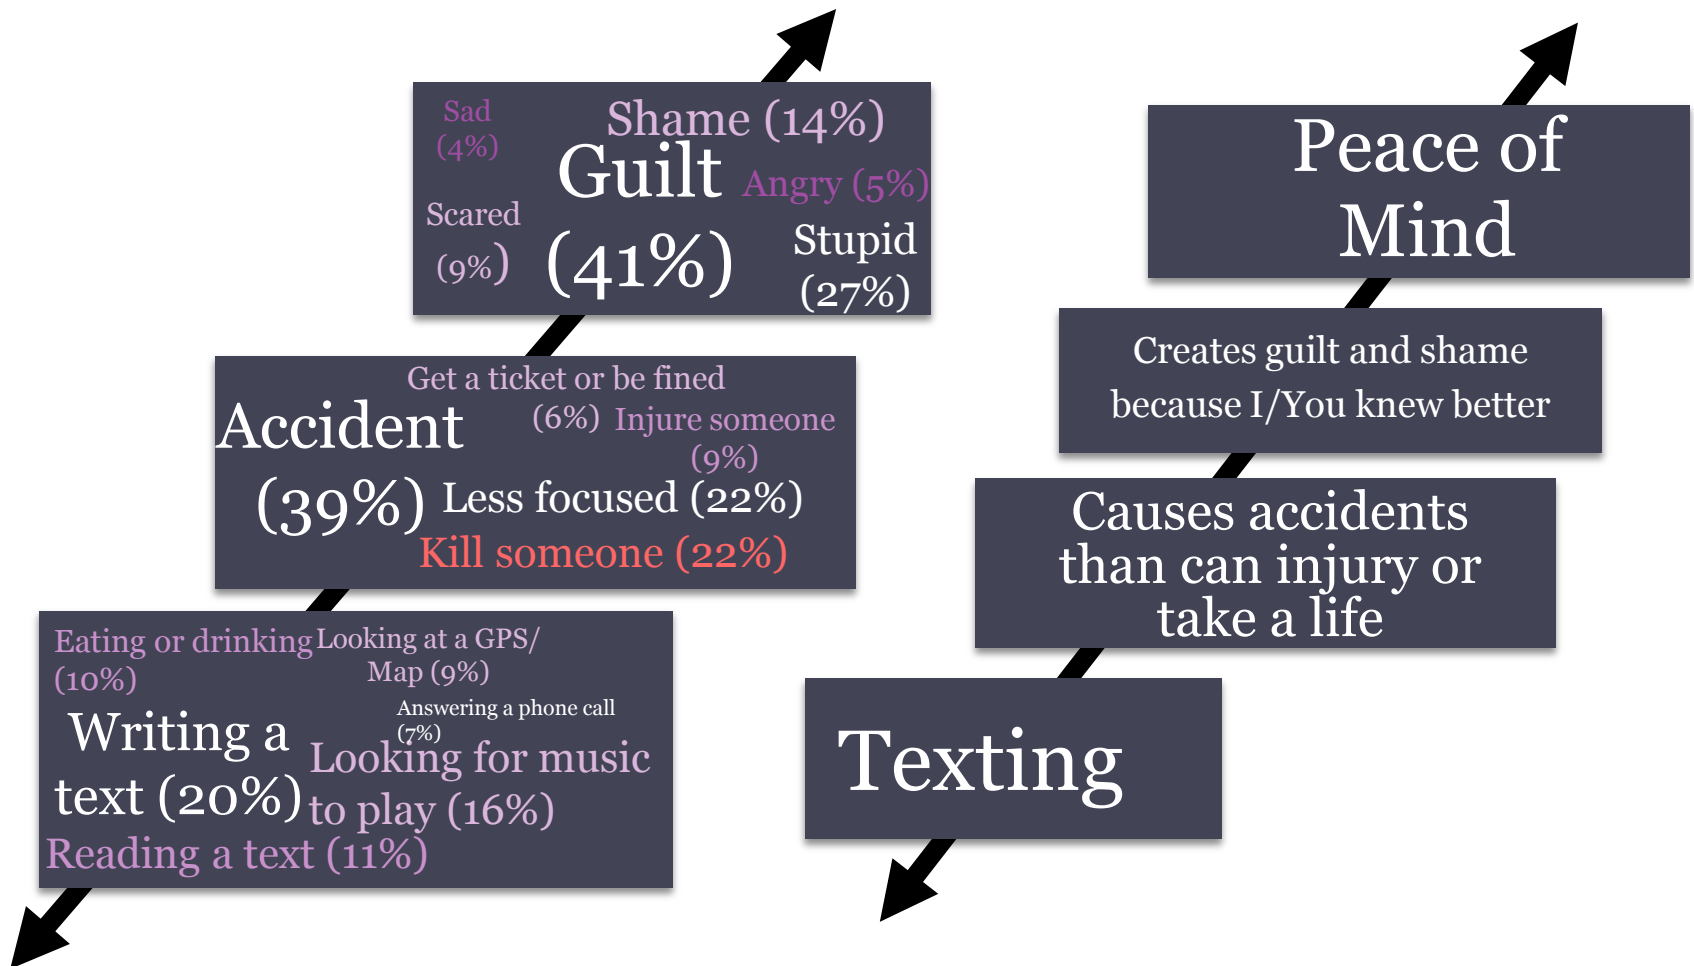 Sad
(4%)
Shame (14%)
Guilt
(41%)
Angry (5%)
Scared
(9%)
Stupid
(27%)
Get a ticket or be fined
(6%)
Accident
(39%)
Injure someone
(9%)
Less focused (22%)
Kill someone (22%)
Eating or drinking
(10%)
Looking at a GPS/
Map (9%)
Answering a phone call
(7%)
Writing a
text (20%)
Looking for music
to play (16%)
Reading a text (11%)
Peace of
Mind
Creates guilt and shame
because I/You knew better
Causes accidents
than can injury or
take a life
Texting